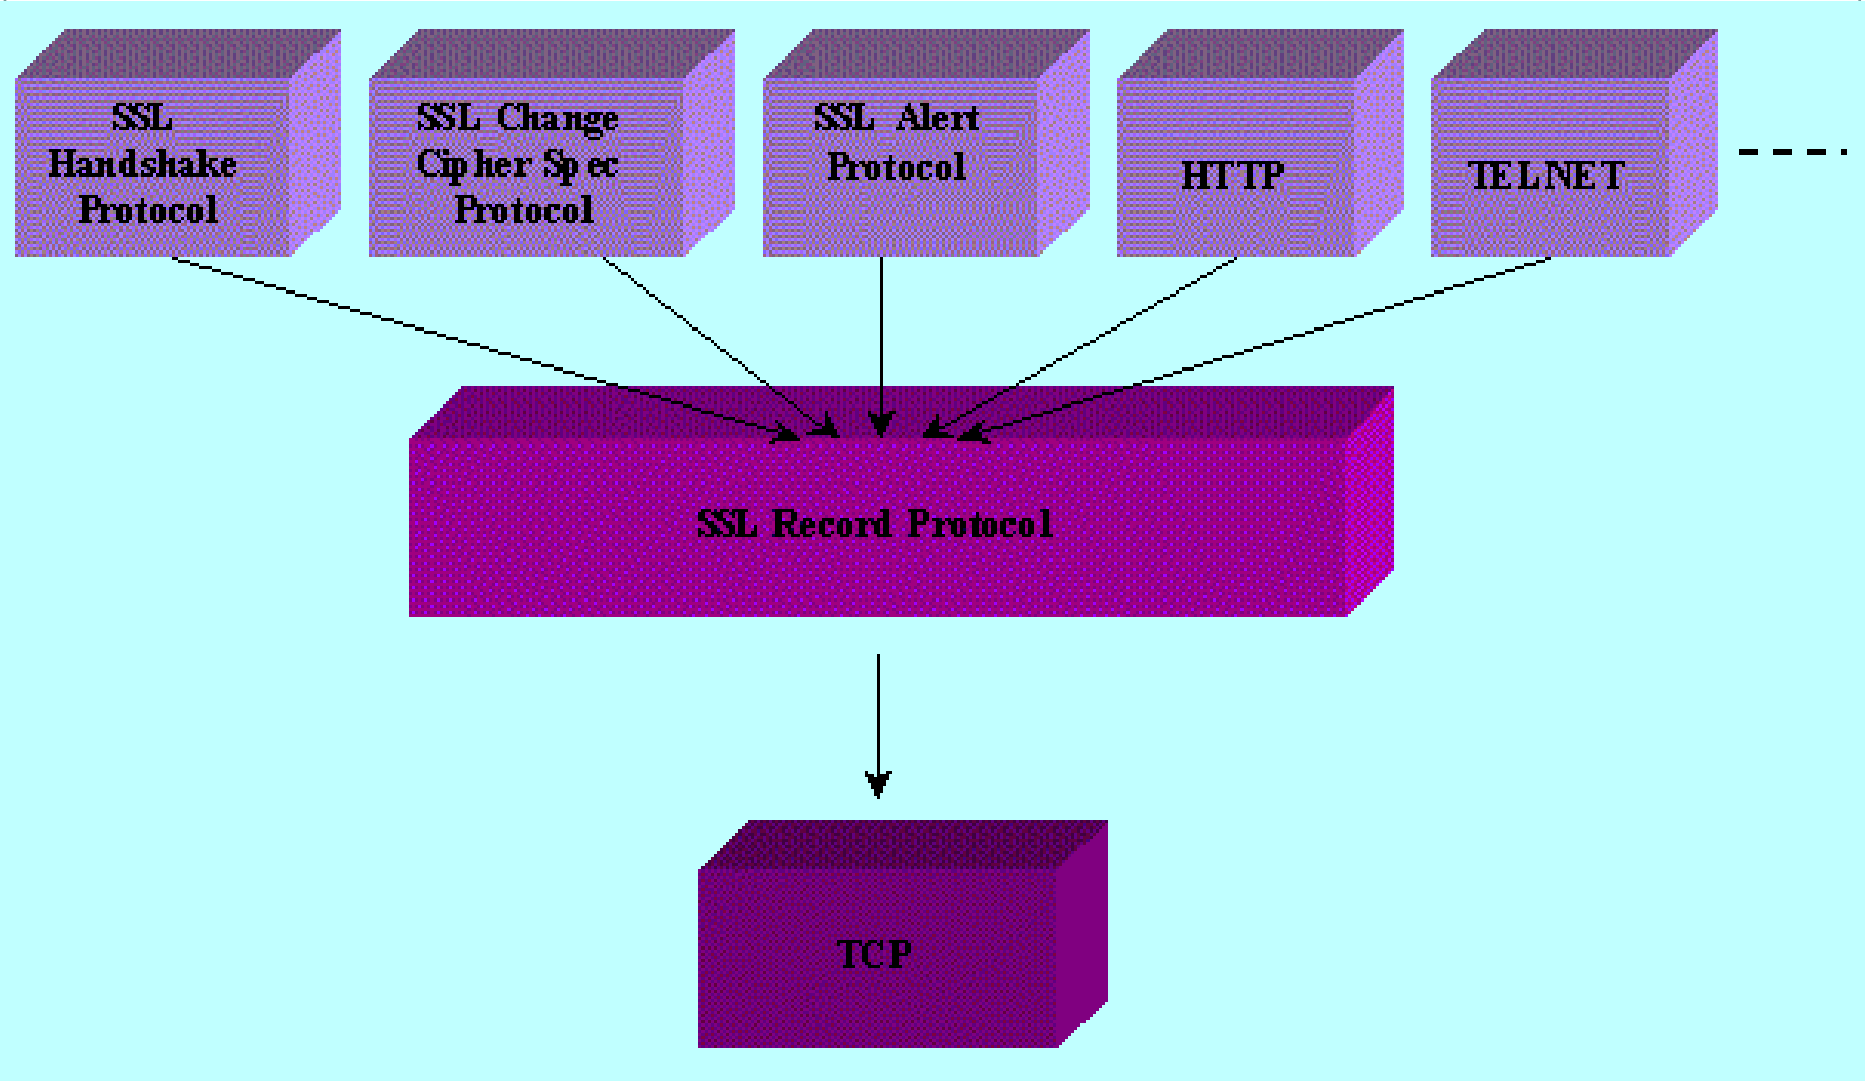 SSL
Handshake
Protocol
SSL Change
Cipher Spec
Protocol
SSL Alert
Protocol
HTTP
TELNET
SSL Record Protocol
TCP